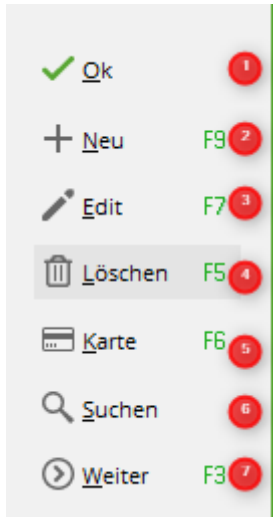 Ok 1
Neu F9 2
Edit F7 3
Löschen F5 4
Karte F6 5
Suchen 6
Weiter F3 7